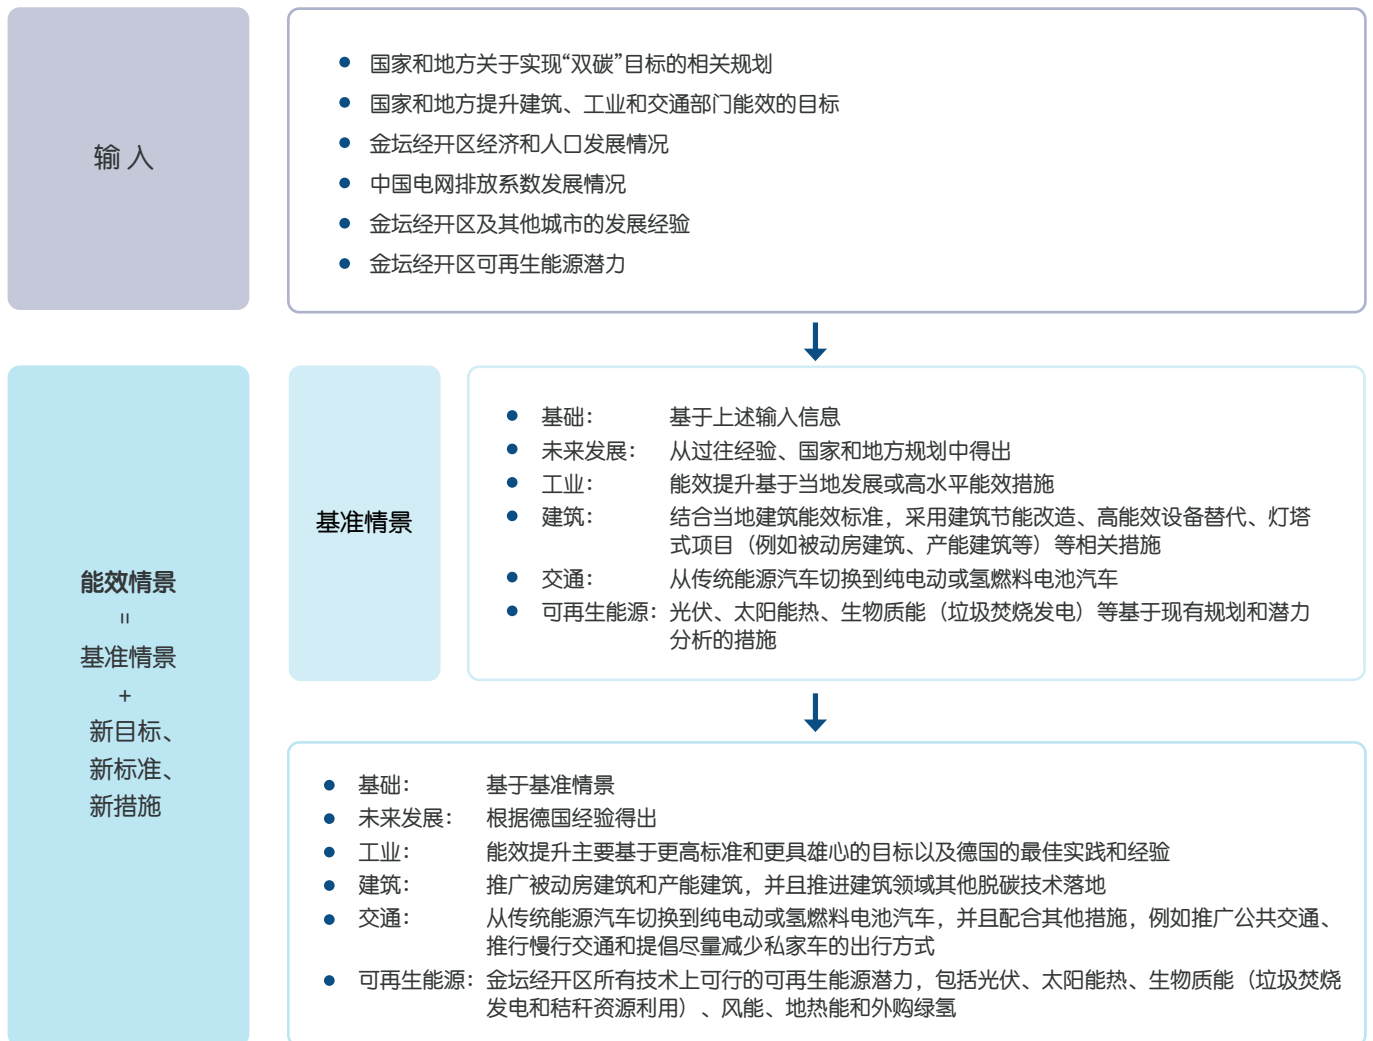 输入
国家和地方关于实现“双碳”目标的相关规划
国家和地方提升建筑、工业和交通部门能效的目标
金坛经开区经济和人口发展情况
中国电网排放系数发展情况
金坛经开区及其他城市的发展经验
金坛经开区可再生能源潜力
能效情景
=
基准情景
+
新目标、
新标准、
新措施
基准情景
基础： 基于上述输入信息
未来发展： 从过往经验、国家和地方规划中得出
工业： 能效提升基于当地发展或高水平能效措施
建筑： 结合当地建筑能效标准，采用建筑节能改造、高能效设备替代、灯塔
式项目（例如被动房建筑、产能建筑等）等相关措施
交通： 从传统能源汽车切换到纯电动或氢燃料电池汽车
可再生能源： 光伏、太阳能热、生物质能（垃圾焚烧发电）等基于现有规划和潜力
分析的措施
基础： 基于基准情景
未来发展： 根据德国经验得出
工业： 能效提升主要基于更高标准和更具雄心的目标以及德国的最佳实践和经验
建筑： 推广被动房建筑和产能建筑，并且推进建筑领域其他脱碳技术落地
交通： 从传统能源汽车切换到纯电动或氢燃料电池汽车，并且配合其他措施，例如推广公共交通、
推行慢行交通和提倡尽量减少私家车的出行方式
可再生能源： 金坛经开区所有技术上可行的可再生能源潜力，包括光伏、太阳能热、生物质能（垃圾焚烧
发电和秸秆资源利用）、风能、地热能和外购绿氢